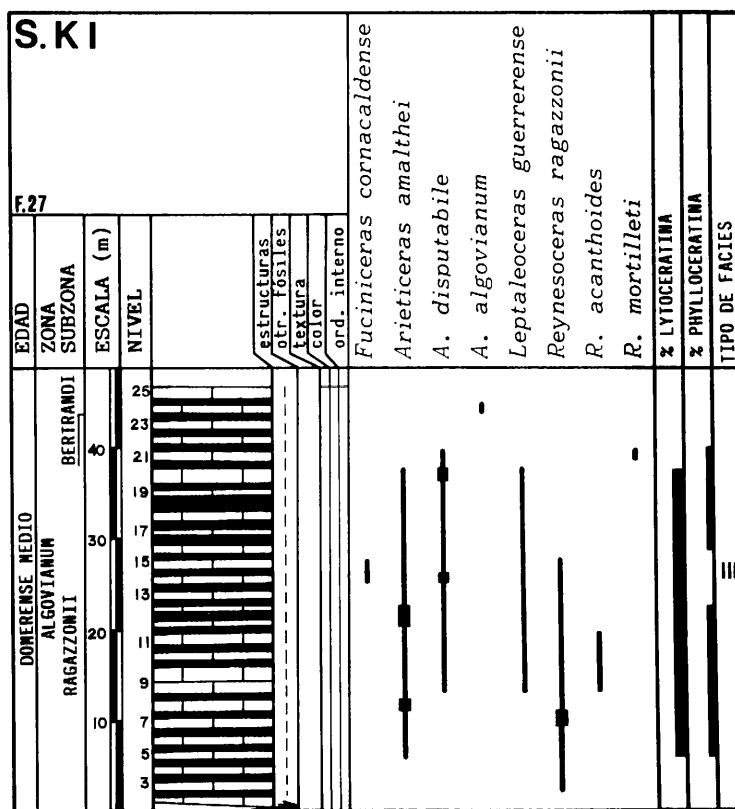 S.KI
F.27
EDAD
ZONA
SUBZONA
ESCALA (m)
NIVEL
estructuras
otr. fósiles
textura
color
ord. interno
Fuciniceras cornacaldense
Arieticeras amalthei
A. disputabile
A. algovianum
Leptaleoceras guerrerense
Reynesoceras ragazzonii
R. acanthoides
R. mortilleti
% LYTOCERATINA
% PHYLLOCERATINA
TIPO DE FACIES
DOMERENSE MEDIO
ALGOVIANUM
RAGAZZONII
BERTRANDI
40
30
20
10
25
23
21
19
17
15
13
11
9
7
5
3
III